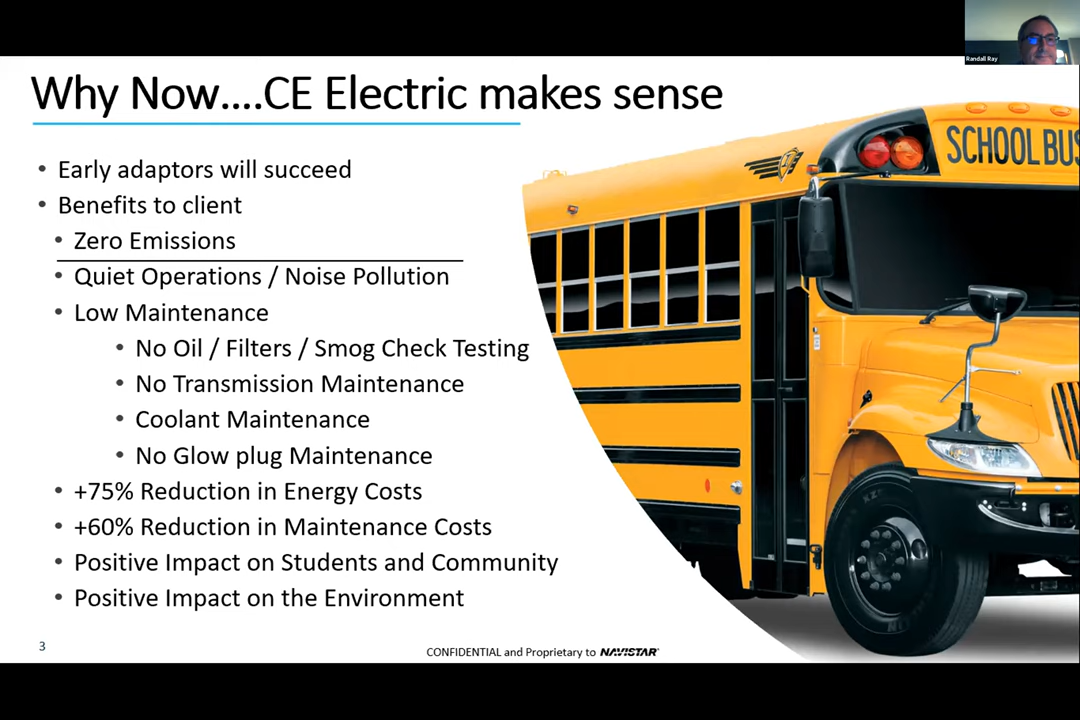 Randall Ray
Why Now....CE Electric makes sense
SCHOOL BUS
• Early adaptors will succeed
• Benefits to client
• Zero Emissions
• Quiet Operations / Noise Pollution
• Low Maintenance
• No Oil / Filters / Smog Check Testing
• No Transmission Maintenance
• Coolant Maintenance
• No Glow plug Maintenance
• +75% Reduction in Energy Costs
• +60% Reduction in Maintenance Costs
• Positive Impact on Students and Community
• Positive Impact on the Environment
3
CONFIDENTIAL and Proprietary to NAVISTAR